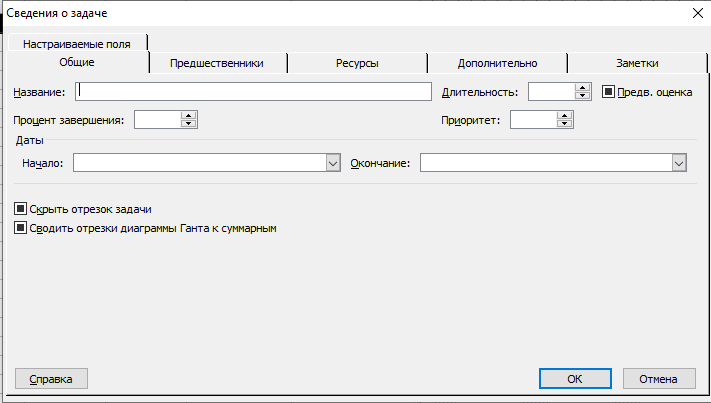 Сведения о задаче
Настраиваемые поля
Общие Предшественники Ресурсы Дополнительно Заметки
Название: Длительность: Предв. оценка
Процент завершения: Приоритет:
Даты
Начало: Окончание:
Скрыть отрезок задачи
Сводить отрезки диаграммы Ганта к суммарным
Справка ОК Отмена